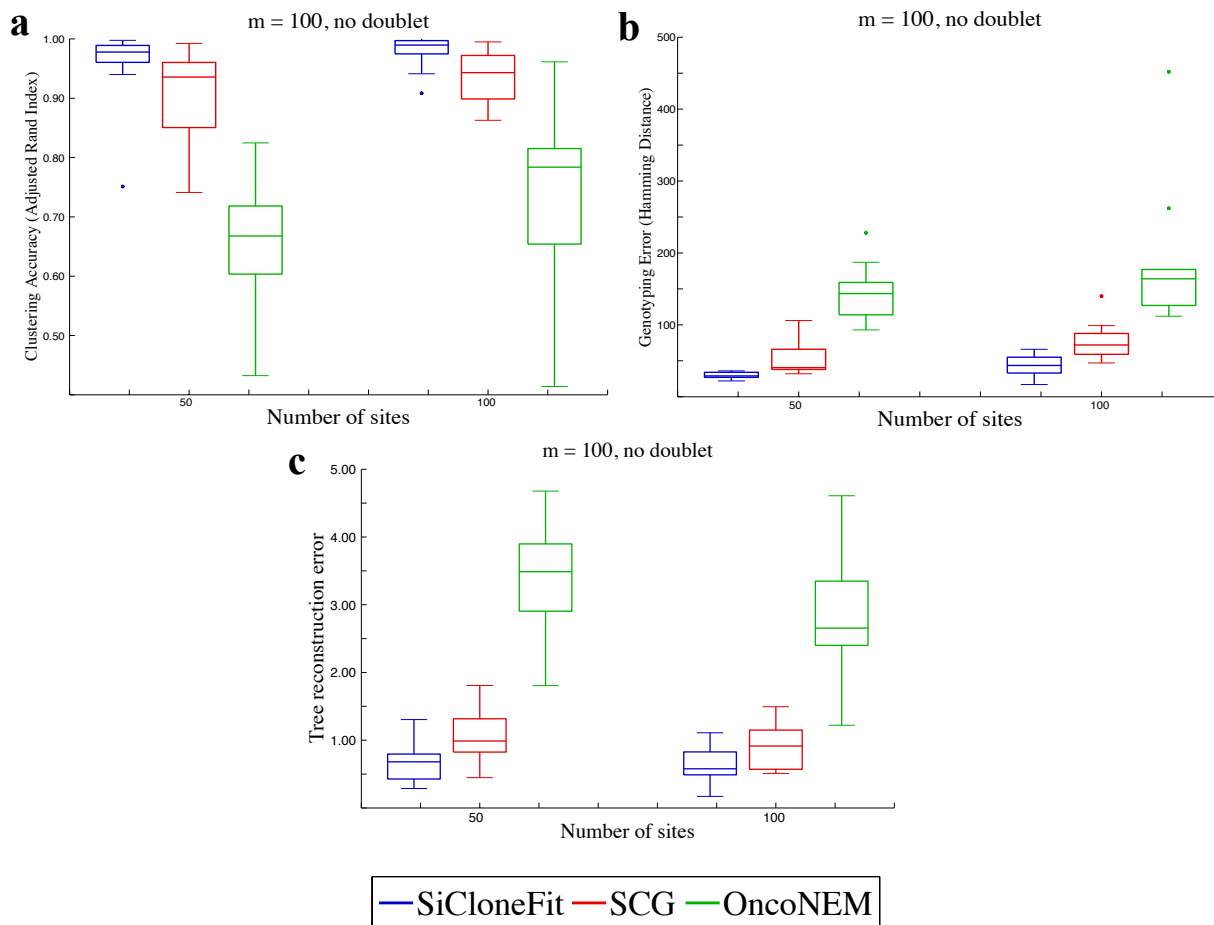 a
m = 100, no doublet
Clustering Accuracy (Adjusted Rand Index)
1.00
0.90
0.80
0.70
0.60
0.50
50
100
Number of sites
b
m = 100, no doublet
Genotyping Error (Hamming Distance)
500
400
300
200
100
50
100
Number of sites
c
m = 100, no doublet
Tree reconstruction error
5.00
4.00
3.00
2.00
1.00
50
100
Number of sites
SiCloneFit SCG OncoNEM